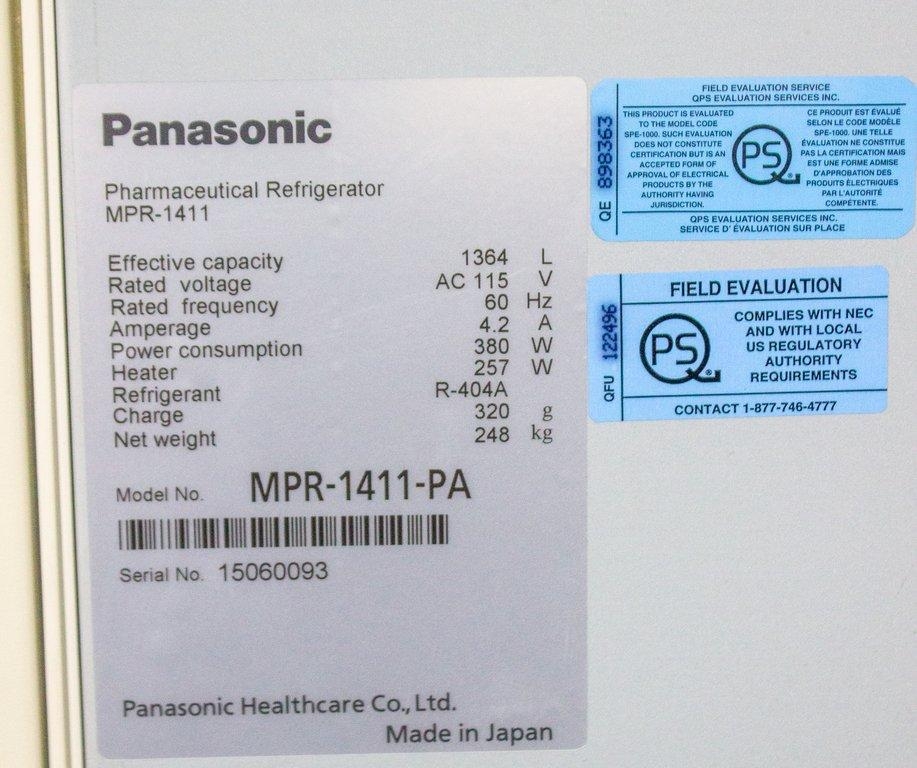 Panasonic
Pharmaceutical Refrigerator
MPR-1411
Effective capacity 1364 L
Rated voltage AC 115 V
Rated frequency 60 Hz
Amperage 4.2 A
Power consumption 380 W
Heater 257 W
Refrigerant R-404A
Charge 320 g
Net weight 248 kg
Model No. MPR-1411-PA
Serial No. 15060093
Panasonic Healthcare Co., Ltd.
Made in Japan
FIELD EVALUATION SERVICE
QPS EVALUATION SERVICES INC.
QE 898363
THIS PRODUCT IS EVALUATED
TO THE MODEL CODE
SPE-1000. SUCH EVALUATION
DOES NOT CONSTITUTE
CERTIFICATION BUT IS AN
ACCEPTED FORM OF
APPROVAL OF ELECTRICAL
PRODUCTS BY THE
AUTHORITY HAVING
JURISDICTION.
QPS ®
CE PRODUIT EST ÉVALUÉ
SELON LE CODE MODÈLE
SPE-1000. UNE TELLE
ÉVALUATION NE CONSTITUE
PAS LA CERTIFICATION MAIS
EST UNE FORME ADMISE
D'APPROBATION DES
PRODUITS ÉLECTRIQUES
PAR L'AUTORITÉ
COMPÉTENTE.
QPS EVALUATION SERVICES INC.
SERVICE D' ÉVALUATION SUR PLACE
FIELD EVALUATION
QFU 122496
QPS ®
COMPLIES WITH NEC
AND WITH LOCAL
US REGULATORY
AUTHORITY
REQUIREMENTS
CONTACT 1-877-746-4777